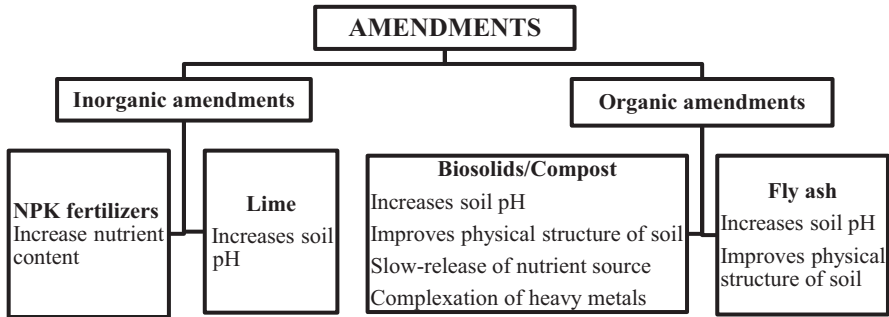 AMENDMENTS
Inorganic amendments
Organic amendments
NPK fertilizers
Increase nutrient
content
Lime
Increases soil
pH
Biosolids/Compost
Increases soil pH
Improves physical structure of soil
Slow-release of nutrient source
Complexation of heavy metals
Fly ash
Increases soil pH
Improves physical
structure of soil